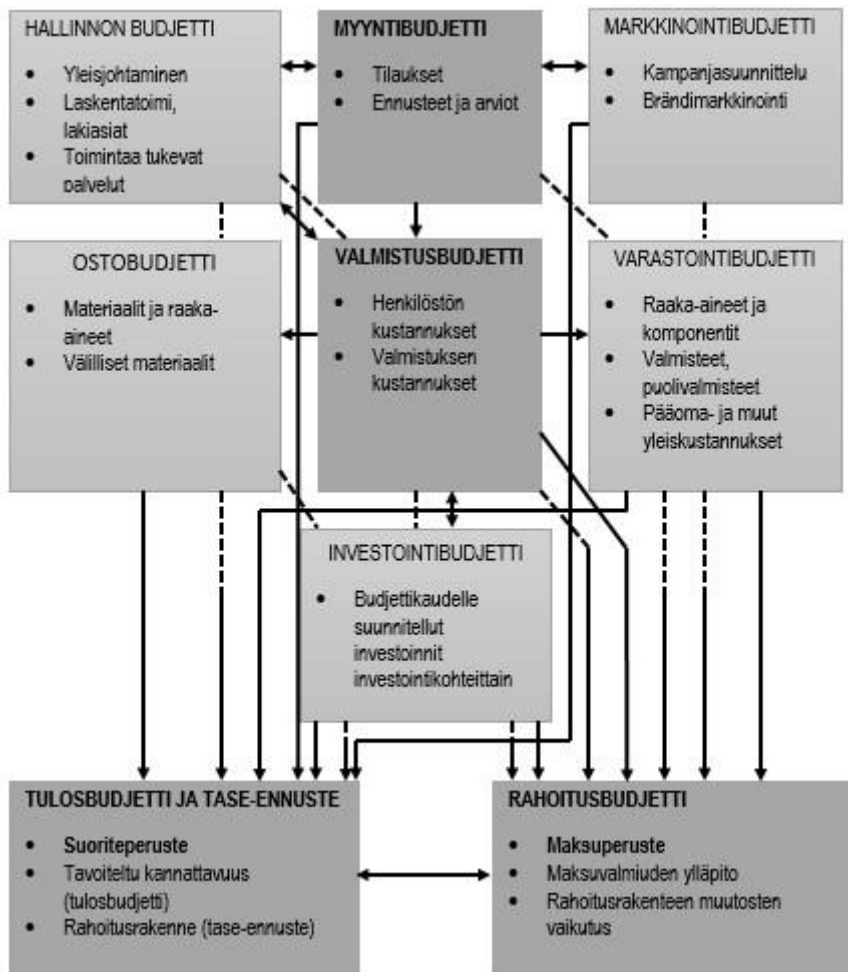 HALLINNON BUDJETTI
• Yleisjohtaminen
• Laskentatoimi,
lakiasiat
• Toimintaa tukevat
palvelut
MYYNTIBUDJETTI
• Tilaukset
• Ennusteet ja arviot
MARKKINOINTIBUDJETTI
• Kampanjasuunnittelu
• Brändimarkkinointi
OSTOBUDJETTI
• Materiaalit ja raaka-
aineet
• Välilliset materiaalit
VALMISTUSBUDJETTI
• Henkilöstön
kustannukset
• Valmistuksen
kustannukset
VARASTOINTIBUDJETTI
• Raaka-aineet ja
komponentit
• Valmisteet,
puolivalmisteet
• Pääoma- ja muut
yleiskustannukset
INVESTOINTIBUDJETTI
• Budjettikaudelle
suunnitellut
investoinnit
investointikohteittain
TULOSBUDJETTI JA TASE-ENNUSTE
• Suoriteperuste
• Tavoiteltu kannattavuus
(tulosbudjetti)
• Rahoitusrakenne (tase-ennuste)
RAHOITUSBUDJETTI
• Maksuperuste
• Maksuvalmiuden ylläpito
• Rahoitusrakenteen muutosten
vaikutus